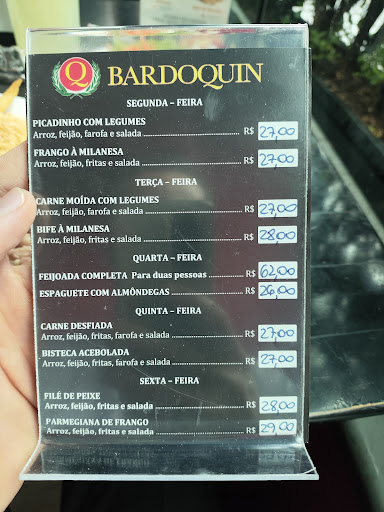 Q BARDOQUIN
SEGUNDA – FEIRA
PICADINHO COM LEGUMES
Arroz, feijão, farofa e salada ........ R$ 27,00
FRANGO À MILANESA
Arroz, feijão, fritas e salada ........ R$ 27,00
TERÇA – FEIRA
CARNE MOÍDA COM LEGUMES
Arroz, feijão, farofa e salada ........ R$ 27,00
BIFE À MILANESA
Arroz, feijão, fritas e salada ........ R$ 28,00
QUARTA – FEIRA
FEIJOADA COMPLETA Para duas pessoas ........ R$ 62,00
ESPAGUETE COM ALMÔNDEGAS ........ R$ 26,00
QUINTA – FEIRA
CARNE DESFIADA
Arroz, feijão, fritas, farofa e salada ........ R$ 27,00
BISTECA ACEBOLADA
Arroz, feijão, fritas, farofa e salada ........ R$ 27,00
SEXTA – FEIRA
FILÉ DE PEIXE
Arroz, feijão, fritas e salada ........ R$ 28,00
PARMEGIANA DE FRANGO
Arroz, feijão, fritas e salada ........ R$ 29,00